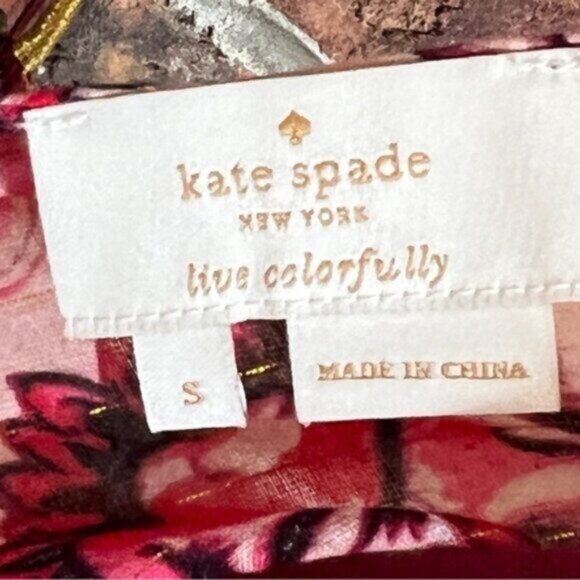 kate spade
NEW YORK
live colorfully
S
MADE IN CHINA